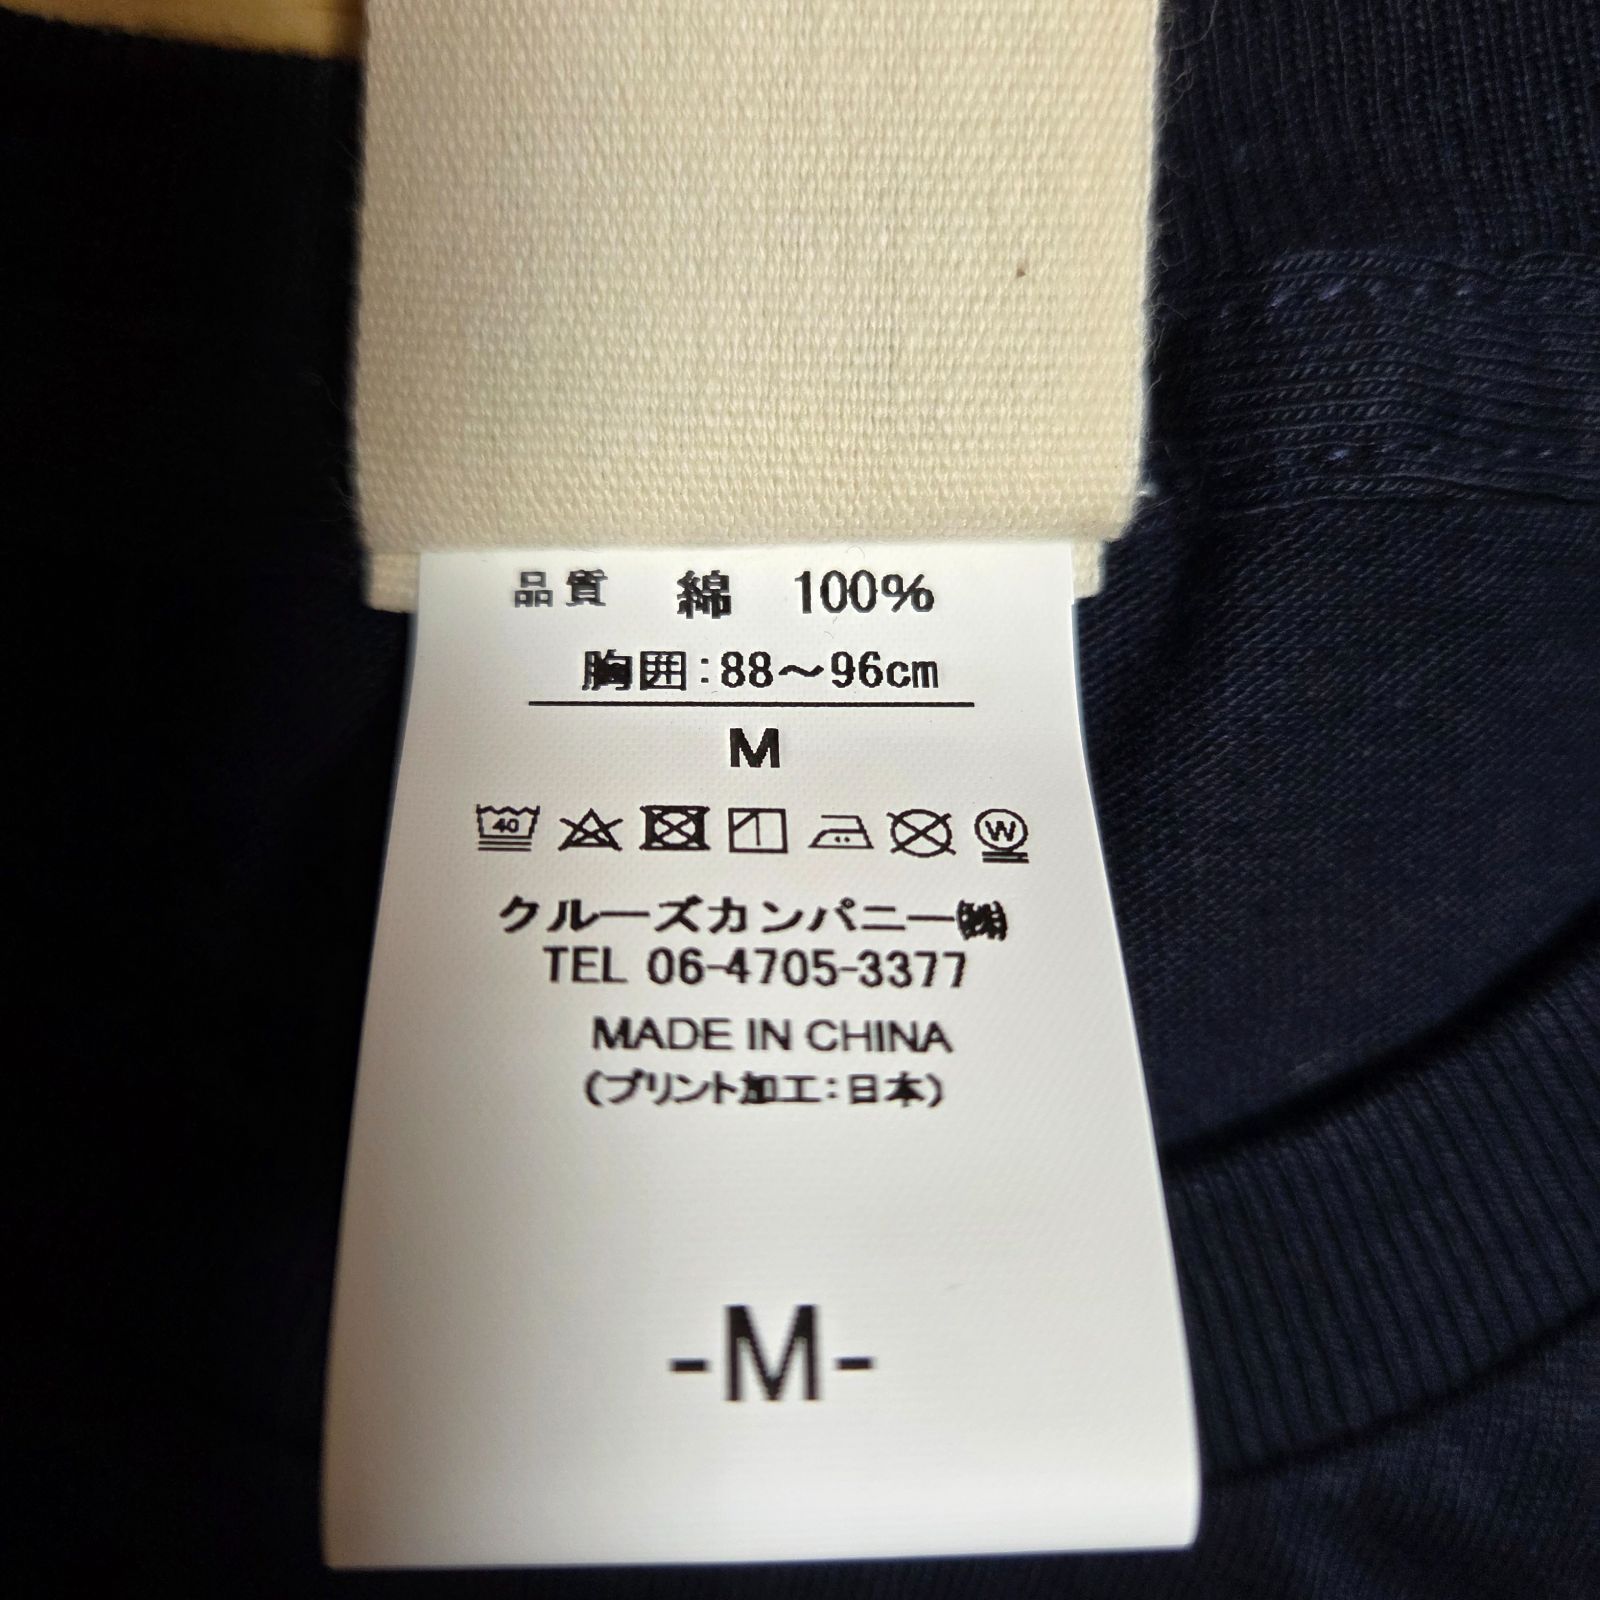 品質 綿 100%
胸囲:88～96cm
M
40 W
クルーズカンパニー㈱
TEL 06-4705-3377
MADE IN CHINA
(プリント加工:日本)
-M-